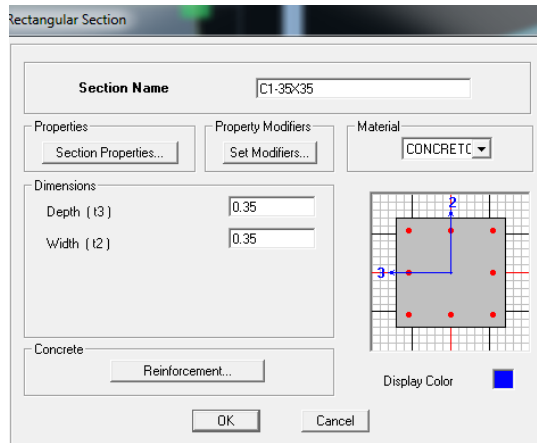 Rectangular Section
Section Name C1-35X35
Properties Property Modifiers Material
Section Properties... Set Modifiers... CONCRETC
Dimensions
Depth ( t3 ) 0.35
Width ( t2 ) 0.35
2
3
Concrete
Reinforcement...
Display Color
OK Cancel